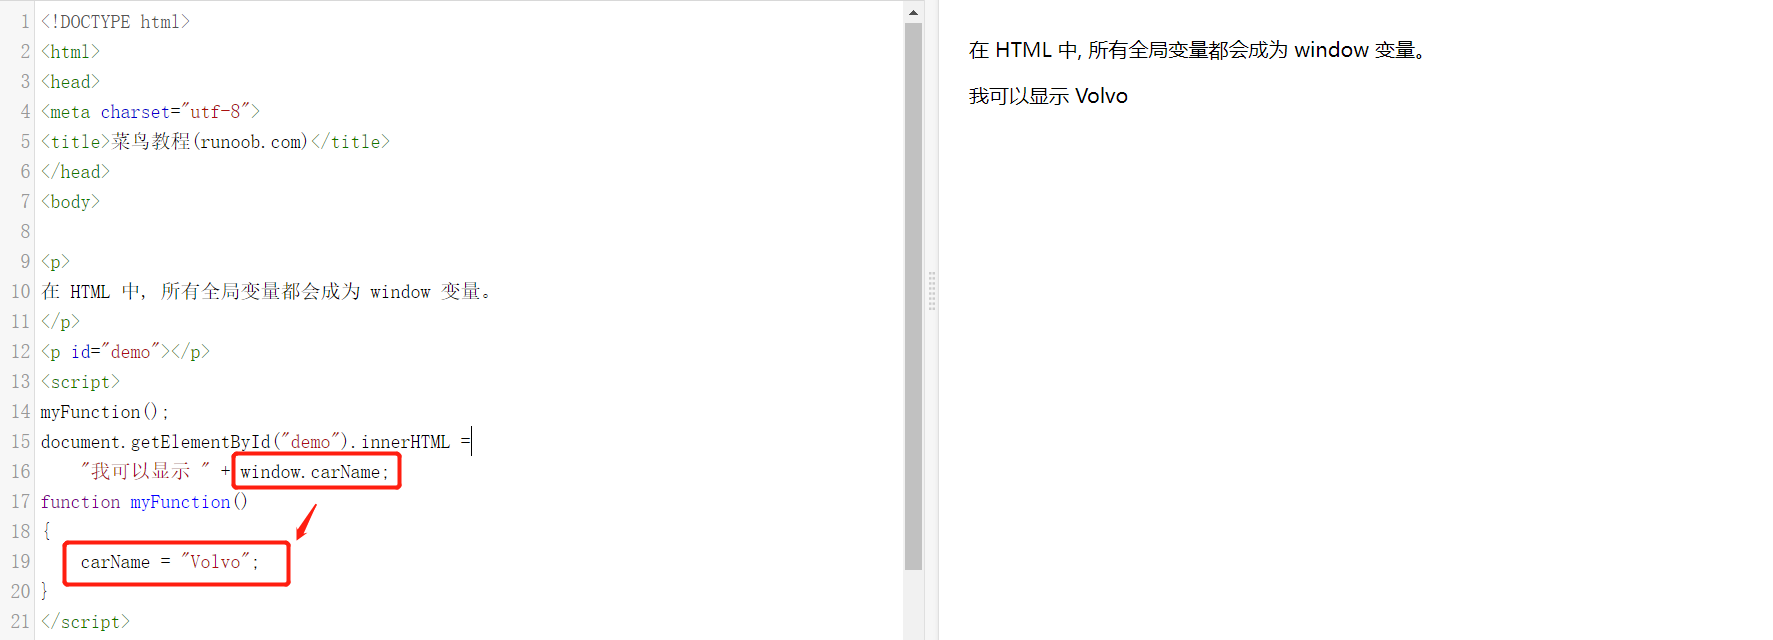 1 <!DOCTYPE html>
2 <html>
3 <head>
4 <meta charset="utf-8">
5 <title>菜鸟教程(runoob.com)</title>
6 </head>
7 <body>
8
9 <p>
10 在 HTML 中, 所有全局变量都会成为 window 变量。
11 </p>
12 <p id="demo"></p>
13 <script>
14 myFunction();
15 document.getElementById("demo").innerHTML =
16     "我可以显示 " + window.carName;
17 function myFunction()
18 {
19     carName = "Volvo";
20 }
21 </script>
在 HTML 中, 所有全局变量都会成为 window 变量。
我可以显示 Volvo